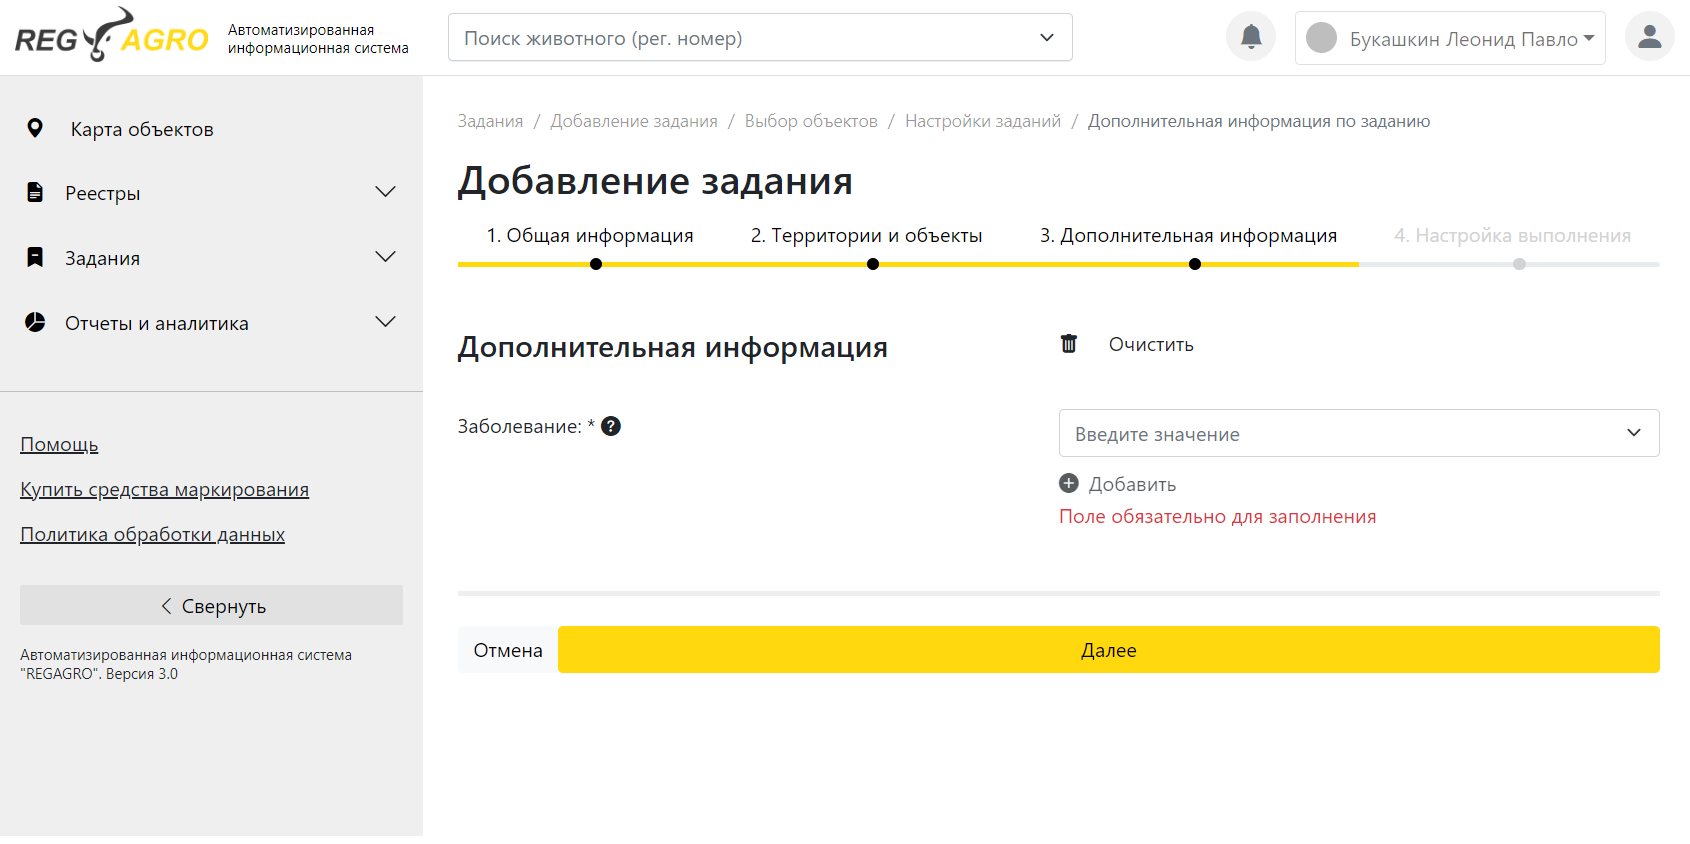 REG AGRO
Автоматизированная
информационная система
Поиск животного (рег. номер)
Букашкин Леонид Павло
Карта объектов
Реестры
Задания
Отчеты и аналитика
Помощь
Купить средства маркирования
Политика обработки данных
Свернуть
Автоматизированная информационная система
"REGAGRO". Версия 3.0
Задания / Добавление задания / Выбор объектов / Настройки заданий / Дополнительная информация по заданию
Добавление задания
1. Общая информация 2. Территории и объекты 3. Дополнительная информация 4. Настройка выполнения
Дополнительная информация
Очистить
Заболевание: * ?
Введите значение
Добавить
Поле обязательно для заполнения
Отмена
Далее